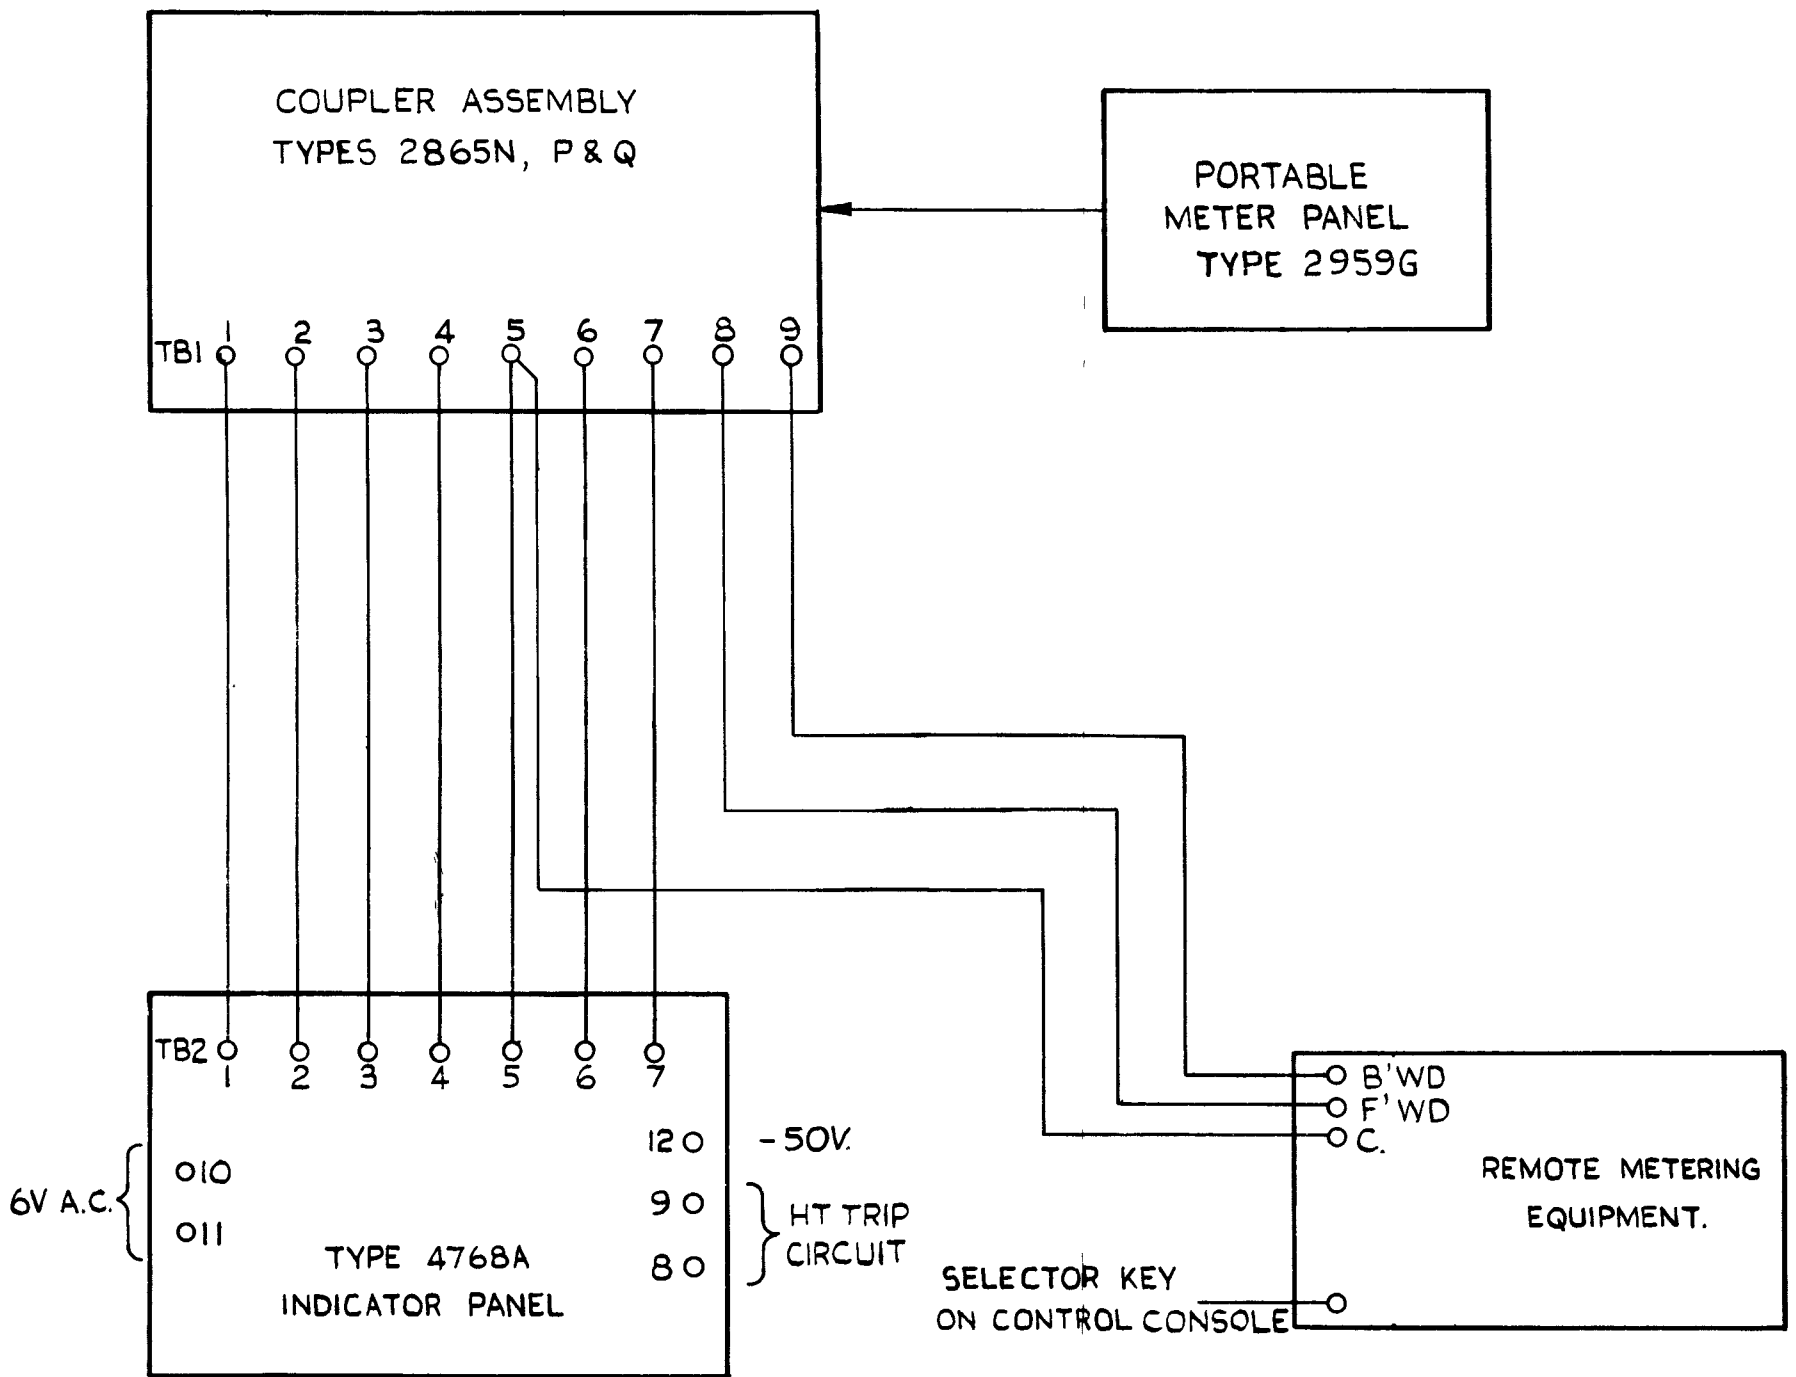 COUPLER ASSEMBLY
TYPES 2865N, P & Q
PORTABLE
METER PANEL
TYPE 2959G
TB1 1 2 3 4 5 6 7 8 9
TB2
1 2 3 4 5 6 7
12 -50V.
6V A.C.
10
11
9
8
HT TRIP
CIRCUIT
TYPE 4768A
INDICATOR PANEL
B'WD
F'WD
C.
REMOTE METERING
EQUIPMENT.
SELECTOR KEY
ON CONTROL CONSOLE